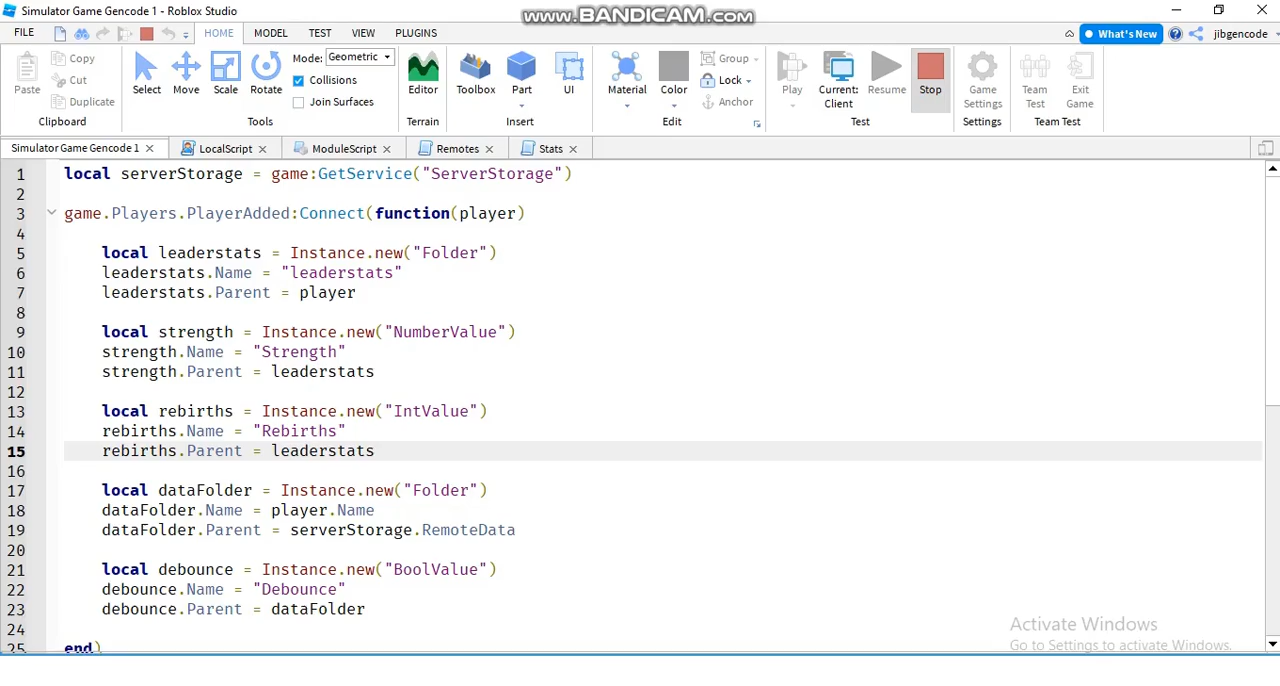 Simulator Game Gencode 1 - Roblox Studio
www.BANDICAM.com
FILE HOME MODEL TEST VIEW PLUGINS What's New jibgencode
Paste Copy Cut Duplicate Clipboard
Select Move Scale Rotate Mode: Geometric Collisions Join Surfaces Tools
Editor Terrain
Toolbox Part UI Insert
Material Color Group Lock Anchor Edit
Play Current: Client Resume Stop Test
Game Settings Settings
Team Test Exit Game Team Test
Simulator Game Gencode 1 LocalScript ModuleScript Remotes Stats
1 local serverStorage = game:GetService("ServerStorage")
2
3 game.Players.PlayerAdded:Connect(function(player)
4
5 local leaderstats = Instance.new("Folder")
6 leaderstats.Name = "leaderstats"
7 leaderstats.Parent = player
8
9 local strength = Instance.new("NumberValue")
10 strength.Name = "Strength"
11 strength.Parent = leaderstats
12
13 local rebirths = Instance.new("IntValue")
14 rebirths.Name = "Rebirths"
15 rebirths.Parent = leaderstats
16
17 local dataFolder = Instance.new("Folder")
18 dataFolder.Name = player.Name
19 dataFolder.Parent = serverStorage.RemoteData
20
21 local debounce = Instance.new("BoolValue")
22 debounce.Name = "Debounce"
23 debounce.Parent = dataFolder
24
25 end)
Activate Windows
Go to Settings to activate Windows.